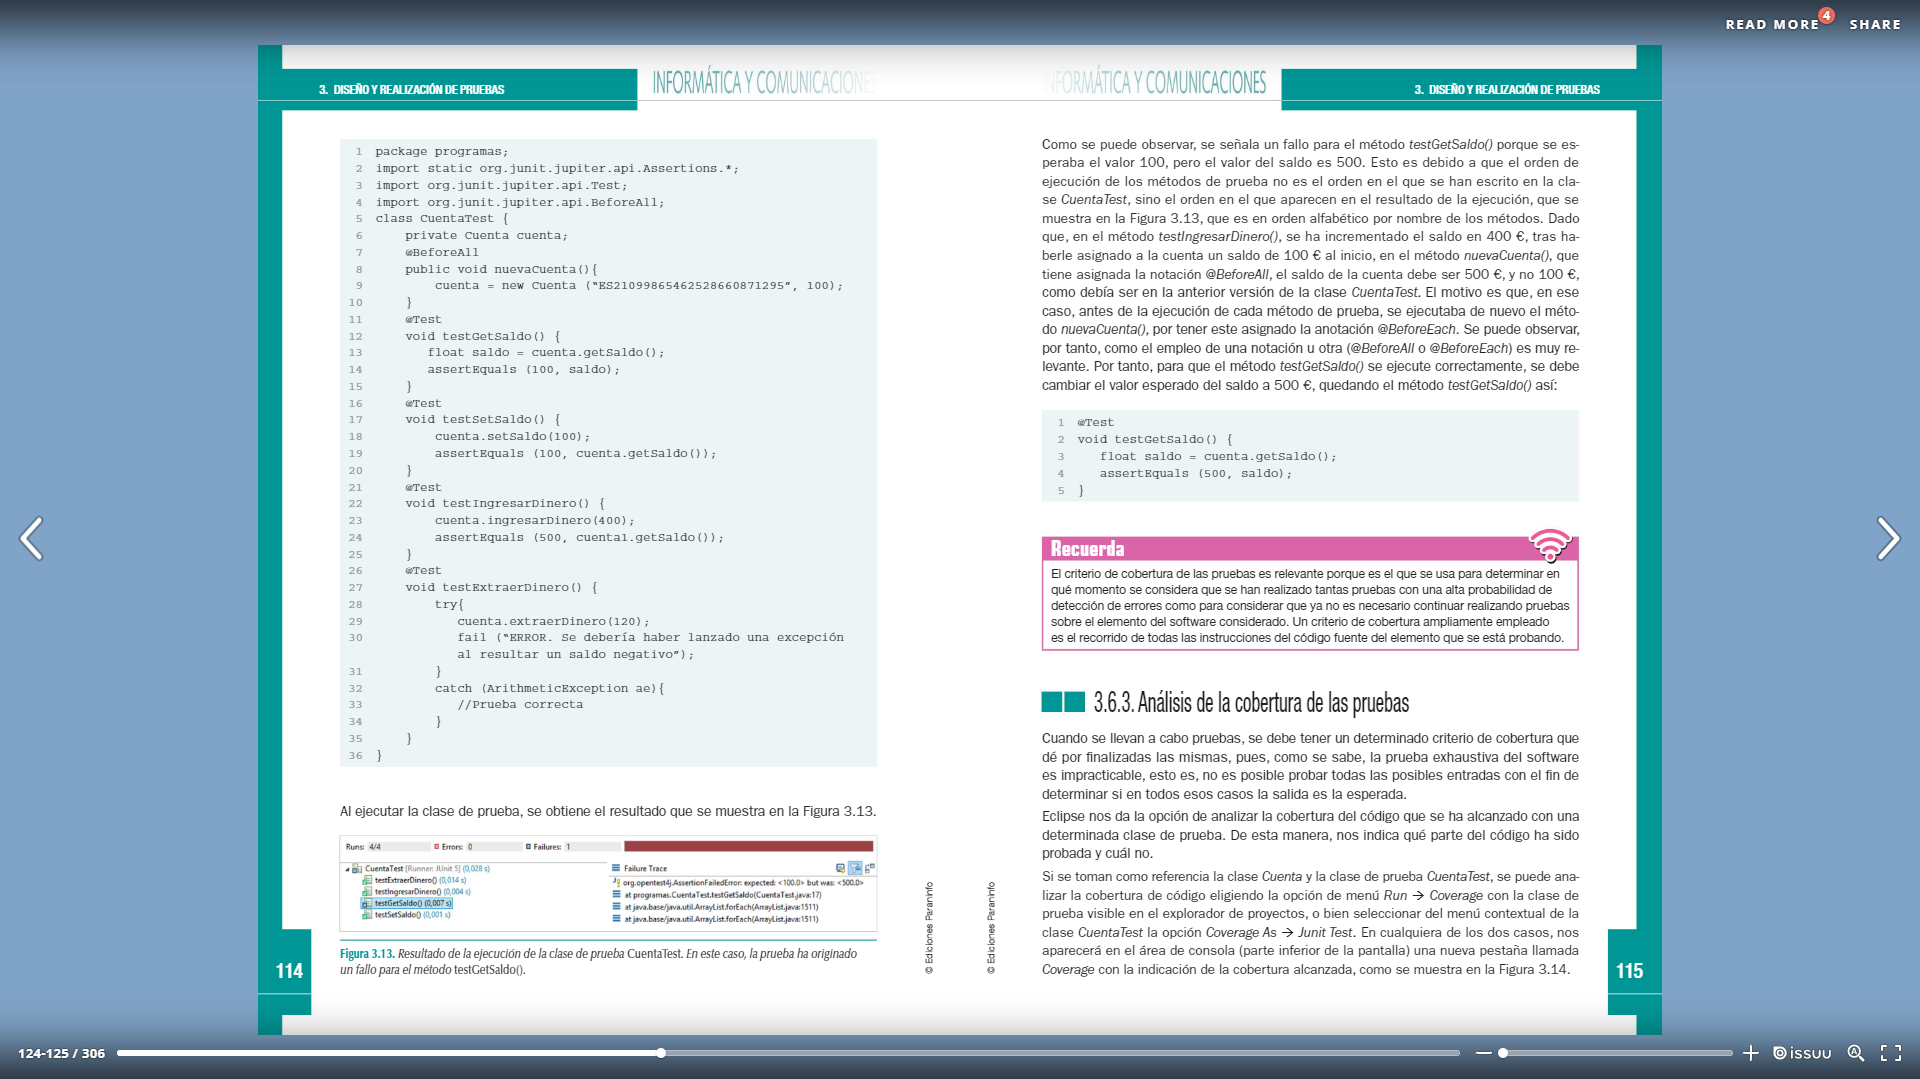 READ MORE 4 SHARE
3. DISEÑO Y REALIZACIÓN DE PRUEBAS
INFORMÁTICA Y COMUNICACIONES
1 package programas;
2 import static org.junit.jupiter.api.Assertions.*;
3 import org.junit.jupiter.api.Test;
4 import org.junit.jupiter.api.BeforeAll;
5 class CuentaTest {
6 private Cuenta cuenta;
7 @BeforeAll
8 public void nuevaCuenta(){
9 cuenta = new Cuenta (“ES21099865462528660871295”, 100);
10 }
11 @Test
12 void testGetSaldo() {
13 float saldo = cuenta.getSaldo();
14 assertEquals (100, saldo);
15 }
16 @Test
17 void testSetSaldo() {
18 cuenta.setSaldo(100);
19 assertEquals (100, cuenta.getSaldo());
20 }
21 @Test
22 void testIngresarDinero() {
23 cuenta.ingresarDinero(400);
24 assertEquals (500, cuenta1.getSaldo());
25 }
26 @Test
27 void testExtraerDinero() {
28 try{
29 cuenta.extraerDinero(120);
30 fail (“ERROR. Se debería haber lanzado una excepción
al resultar un saldo negativo”);
31 }
32 catch (ArithmeticException ae){
33 //Prueba correcta
34 }
35 }
36 }
Al ejecutar la clase de prueba, se obtiene el resultado que se muestra en la Figura 3.13.
Runs: 4/4 Errors: 0 Failures: 1
CuentaTest [Runner: JUnit 5] (0,028 s)
testExtraerDinero() (0,014 s)
testIngresarDinero() (0,004 s)
testGetSaldo() (0,007 s)
testSetSaldo() (0,001 s)
Failure Trace
org.opentest4j.AssertionFailedError: expected: <100.0> but was: <500.0>
at programas.CuentaTest.testGetSaldo(CuentaTest.java:17)
at java.base/java.util.ArrayList.forEach(ArrayList.java:1511)
at java.base/java.util.ArrayList.forEach(ArrayList.java:1511)
Figura 3.13. Resultado de la ejecución de la clase de prueba CuentaTest. En este caso, la prueba ha originado
un fallo para el método testGetSaldo().
114
© Ediciones Paraninfo
INFORMÁTICA Y COMUNICACIONES
3. DISEÑO Y REALIZACIÓN DE PRUEBAS
Como se puede observar, se señala un fallo para el método testGetSaldo() porque se es-
peraba el valor 100, pero el valor del saldo es 500. Esto es debido a que el orden de
ejecución de los métodos de prueba no es el orden en el que se han escrito en la cla-
se CuentaTest, sino el orden en el que aparecen en el resultado de la ejecución, que se
muestra en la Figura 3.13, que es en orden alfabético por nombre de los métodos. Dado
que, en el método testIngresarDinero(), se ha incrementado el saldo en 400 €, tras ha-
berle asignado a la cuenta un saldo de 100 € al inicio, en el método nuevaCuenta(), que
tiene asignada la notación @BeforeAll, el saldo de la cuenta debe ser 500 €, y no 100 €,
como debía ser en la anterior versión de la clase CuentaTest. El motivo es que, en ese
caso, antes de la ejecución de cada método de prueba, se ejecutaba de nuevo el méto-
do nuevaCuenta(), por tener este asignado la anotación @BeforeEach. Se puede observar,
por tanto, como el empleo de una notación u otra (@BeforeAll o @BeforeEach) es muy re-
levante. Por tanto, para que el método testGetSaldo() se ejecute correctamente, se debe
cambiar el valor esperado del saldo a 500 €, quedando el método testGetSaldo() así:
1 @Test
2 void testGetSaldo() {
3 float saldo = cuenta.getSaldo();
4 assertEquals (500, saldo);
5 }
Recuerda
El criterio de cobertura de las pruebas es relevante porque es el que se usa para determinar en
qué momento se considera que se han realizado tantas pruebas con una alta probabilidad de
detección de errores como para considerar que ya no es necesario continuar realizando pruebas
sobre el elemento del software considerado. Un criterio de cobertura ampliamente empleado
es el recorrido de todas las instrucciones del código fuente del elemento que se está probando.
3.6.3. Análisis de la cobertura de las pruebas
Cuando se llevan a cabo pruebas, se debe tener un determinado criterio de cobertura que
dé por finalizadas las mismas, pues, como se sabe, la prueba exhaustiva del software
es impracticable, esto es, no es posible probar todas las posibles entradas con el fin de
determinar si en todos esos casos la salida es la esperada.
Eclipse nos da la opción de analizar la cobertura del código que se ha alcanzado con una
determinada clase de prueba. De esta manera, nos indica qué parte del código ha sido
probada y cuál no.
Si se toman como referencia la clase Cuenta y la clase de prueba CuentaTest, se puede ana-
lizar la cobertura de código eligiendo la opción de menú Run → Coverage con la clase de
prueba visible en el explorador de proyectos, o bien seleccionar del menú contextual de la
clase CuentaTest la opción Coverage As → Junit Test. En cualquiera de los dos casos, nos
aparecerá en el área de consola (parte inferior de la pantalla) una nueva pestaña llamada
Coverage con la indicación de la cobertura alcanzada, como se muestra en la Figura 3.14.
© Ediciones Paraninfo
115
124-125 / 306
issuu